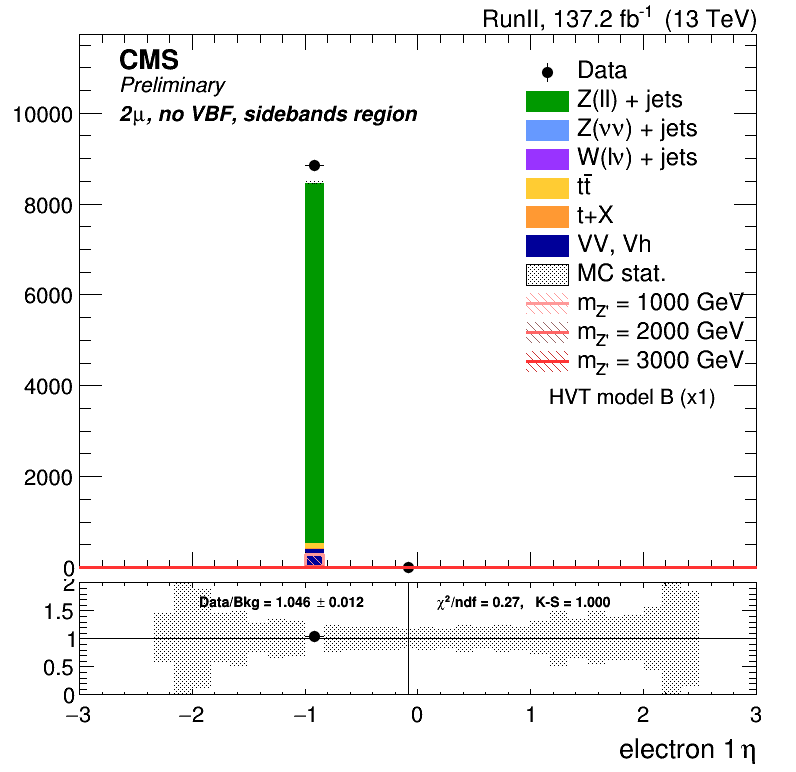 RunII, 137.2 fb⁻¹ (13 TeV)
CMS
Preliminary
2μ, no VBF, sidebands region
Data
Z(ll) + jets
Z(νν) + jets
W(lν) + jets
tt̄
t+X
VV, Vh
MC stat.
m_Z' = 1000 GeV
m_Z' = 2000 GeV
m_Z' = 3000 GeV
HVT model B (x1)
10000
8000
6000
4000
2000
0
Data/Bkg = 1.046 ± 0.012
χ²/ndf = 0.27, K-S = 1.000
2
1.5
1
0.5
0
−3 −2 −1 0 1 2 3
electron 1 η